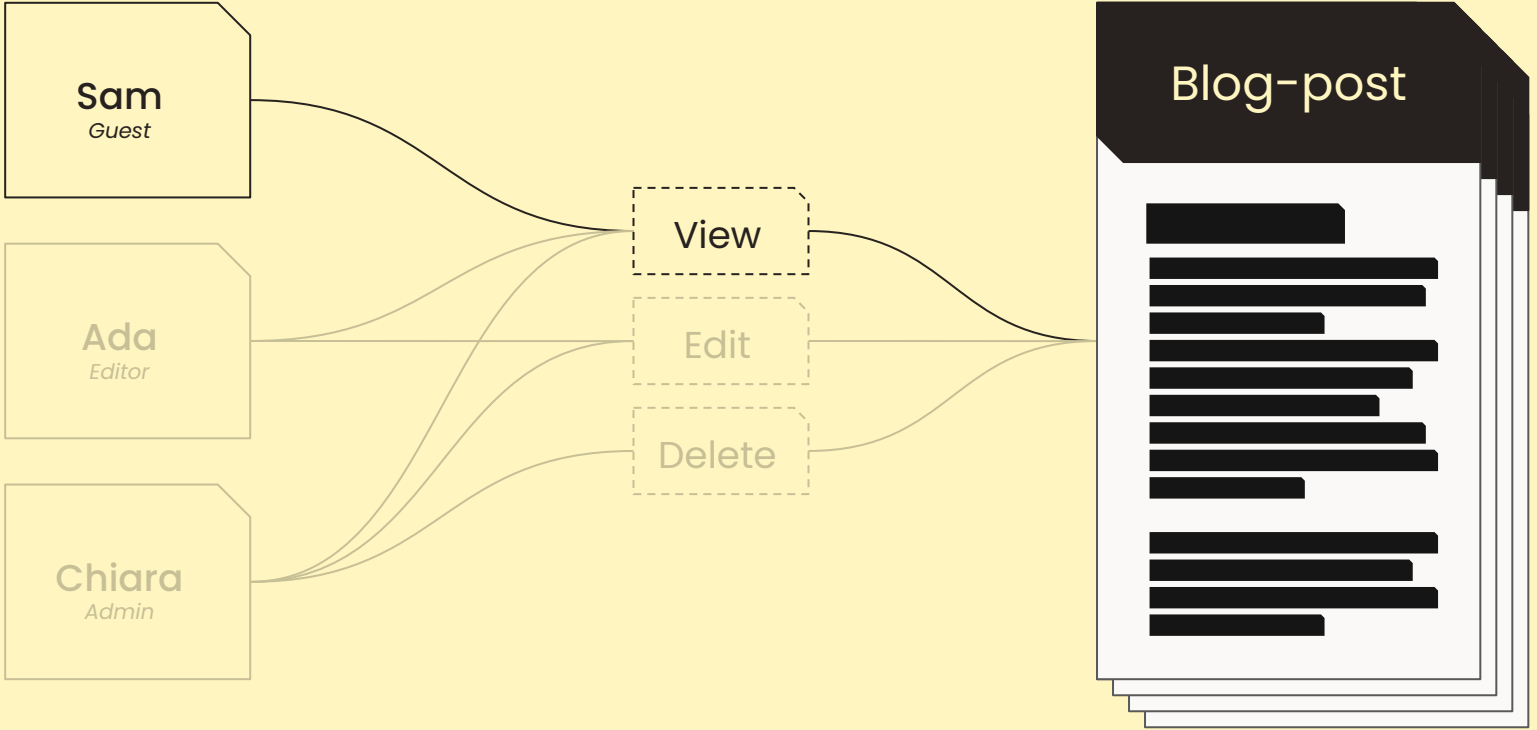 Sam
Guest
Ada
Editor
Chiara
Admin
View
Edit
Delete
Blog-post